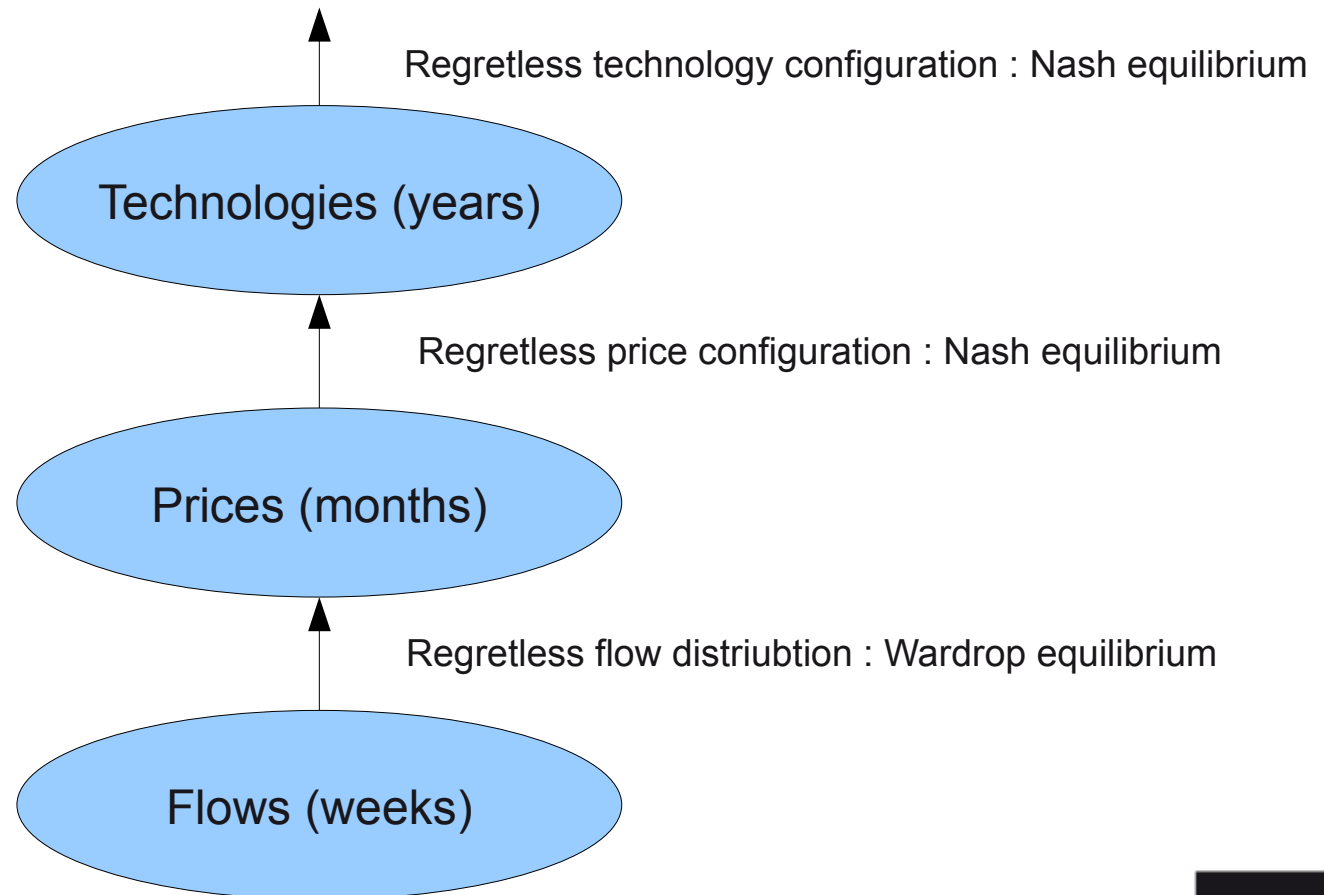 Regretless technology configuration : Nash equilibrium
Technologies (years)
Regretless price configuration : Nash equilibrium
Prices (months)
Regretless flow distriubtion : Wardrop equilibrium
Flows (weeks)